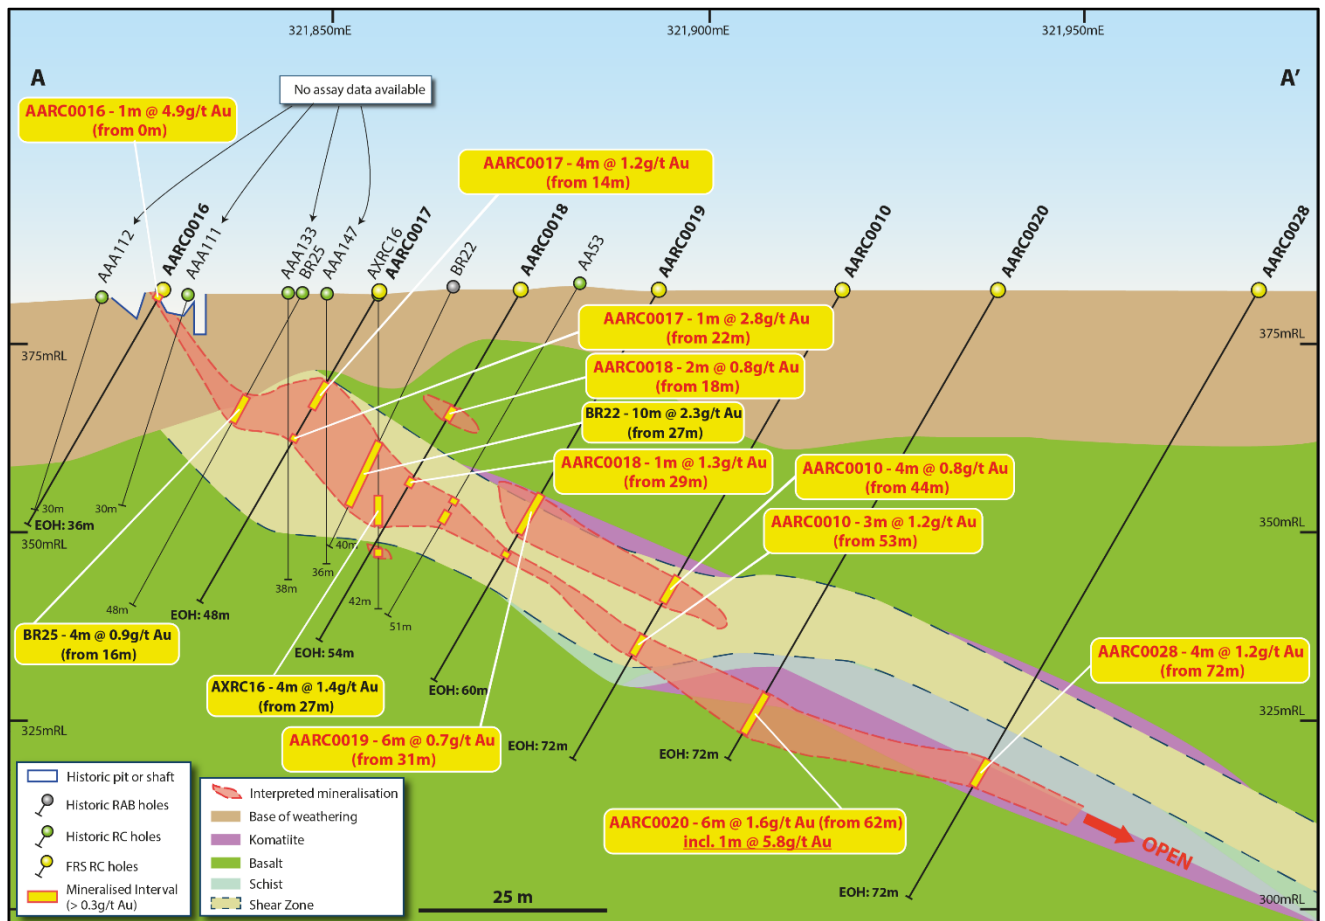 321,850mE
321,900mE
321,950mE
A
A'
No assay data available
AARC0016 - 1m @ 4.9g/t Au
(from 0m)
AARC0017 - 4m @ 1.2g/t Au
(from 14m)
AAA112
AARC0016
AAA111
AAA133
BR25
AAA147
AXRC16
AARC0017
BR22
AARC0018
AA53
AARC0019
AARC0010
AARC0020
AARC0028
375mRL
375mRL
AARC0017 - 1m @ 2.8g/t Au
(from 22m)
AARC0018 - 2m @ 0.8g/t Au
(from 18m)
BR22 - 10m @ 2.3g/t Au
(from 27m)
AARC0018 - 1m @ 1.3g/t Au
(from 29m)
AARC0010 - 4m @ 0.8g/t Au
(from 44m)
AARC0010 - 3m @ 1.2g/t Au
(from 53m)
30m
EOH: 36m
30m
350mRL
350mRL
40m
36m
38m
48m
EOH: 48m
42m
51m
BR25 - 4m @ 0.9g/t Au
(from 16m)
EOH: 54m
AXRC16 - 4m @ 1.4g/t Au
(from 27m)
EOH: 60m
AARC0028 - 4m @ 1.2g/t Au
(from 72m)
325mRL
325mRL
AARC0019 - 6m @ 0.7g/t Au
(from 31m)
EOH: 72m
EOH: 72m
AARC0020 - 6m @ 1.6g/t Au (from 62m)
incl. 1m @ 5.8g/t Au
OPEN
EOH: 72m
300mRL
25 m
Historic pit or shaft
Historic RAB holes
Historic RC holes
FRS RC holes
Mineralised Interval
(> 0.3g/t Au)
Interpreted mineralisation
Base of weathering
Komatiite
Basalt
Schist
Shear Zone